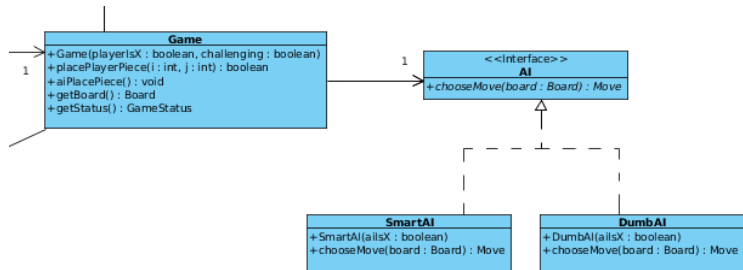 Game
+ Game(playerIsX : boolean, challenging : boolean)
+ placePlayerPiece(i : int, j : int) : boolean
+ aiPlacePiece() : void
+ getBoard() : Board
+ getStatus() : GameStatus
1
1
<<Interface>>
AI
+ chooseMove(board : Board) : Move
SmartAI
+ SmartAI(aiIsX : boolean)
+ chooseMove(board : Board) : Move
DumbAI
+ DumbAI(aiIsX : boolean)
+ chooseMove(board : Board) : Move